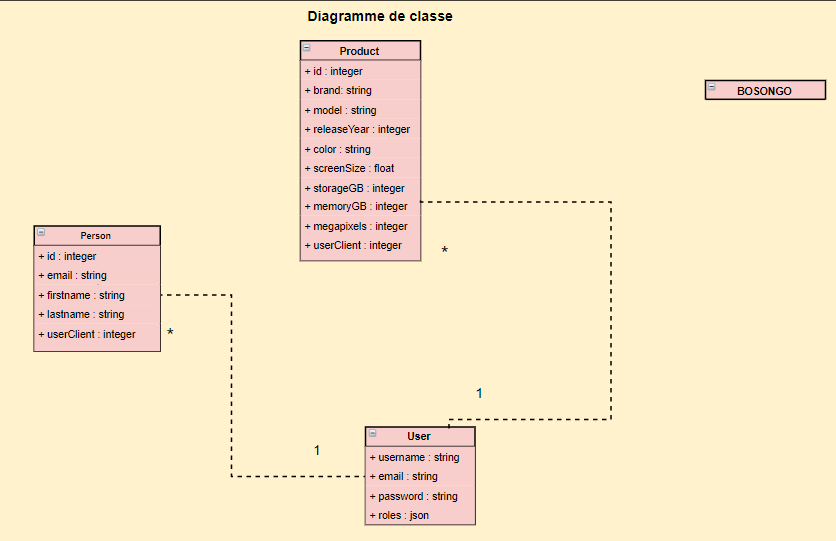 Diagramme de classe
Product
+ id : integer
+ brand: string
+ model : string
+ releaseYear : integer
+ color : string
+ screenSize : float
+ storageGB : integer
+ memoryGB : integer
+ megapixels : integer
+ userClient : integer
*
BOSONGO
Person
+ id : integer
+ email : string
+ firstname : string
+ lastname : string
+ userClient : integer
*
1
1
User
+ username : string
+ email : string
+ password : string
+ roles : json